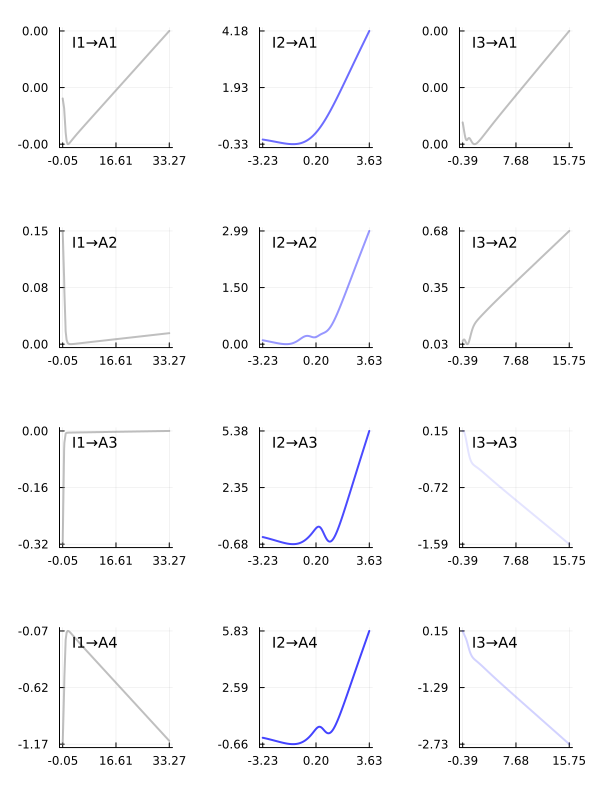 0.00 I1→A1
0.00
-0.00
-0.05 16.61 33.27
4.18 I2→A1
1.93
-0.33
-3.23 0.20 3.63
0.00 I3→A1
0.00
0.00
-0.39 7.68 15.75
0.15 I1→A2
0.08
0.00
-0.05 16.61 33.27
2.99 I2→A2
1.50
0.00
-3.23 0.20 3.63
0.68 I3→A2
0.35
0.03
-0.39 7.68 15.75
0.00 I1→A3
-0.16
-0.32
-0.05 16.61 33.27
5.38 I2→A3
2.35
-0.68
-3.23 0.20 3.63
0.15 I3→A3
-0.72
-1.59
-0.39 7.68 15.75
-0.07 I1→A4
-0.62
-1.17
-0.05 16.61 33.27
5.83 I2→A4
2.59
-0.66
-3.23 0.20 3.63
0.15 I3→A4
-1.29
-2.73
-0.39 7.68 15.75